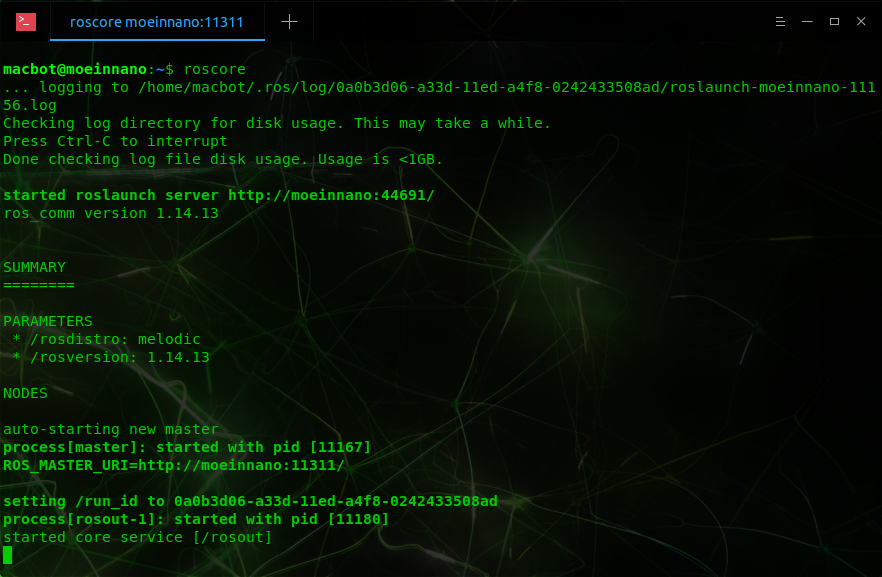 roscore moeinnano:11311
macbot@moeinnano:~$ roscore
... logging to /home/macbot/.ros/log/0a0b3d06-a33d-11ed-a4f8-0242433508ad/roslaunch-moeinnano-111
56.log
Checking log directory for disk usage. This may take a while.
Press Ctrl-C to interrupt
Done checking log file disk usage. Usage is <1GB.
started roslaunch server http://moeinnano:44691/
ros_comm version 1.14.13
SUMMARY
========
PARAMETERS
 * /rosdistro: melodic
 * /rosversion: 1.14.13
NODES
auto-starting new master
process[master]: started with pid [11167]
ROS_MASTER_URI=http://moeinnano:11311/
setting /run_id to 0a0b3d06-a33d-11ed-a4f8-0242433508ad
process[rosout-1]: started with pid [11180]
started core service [/rosout]